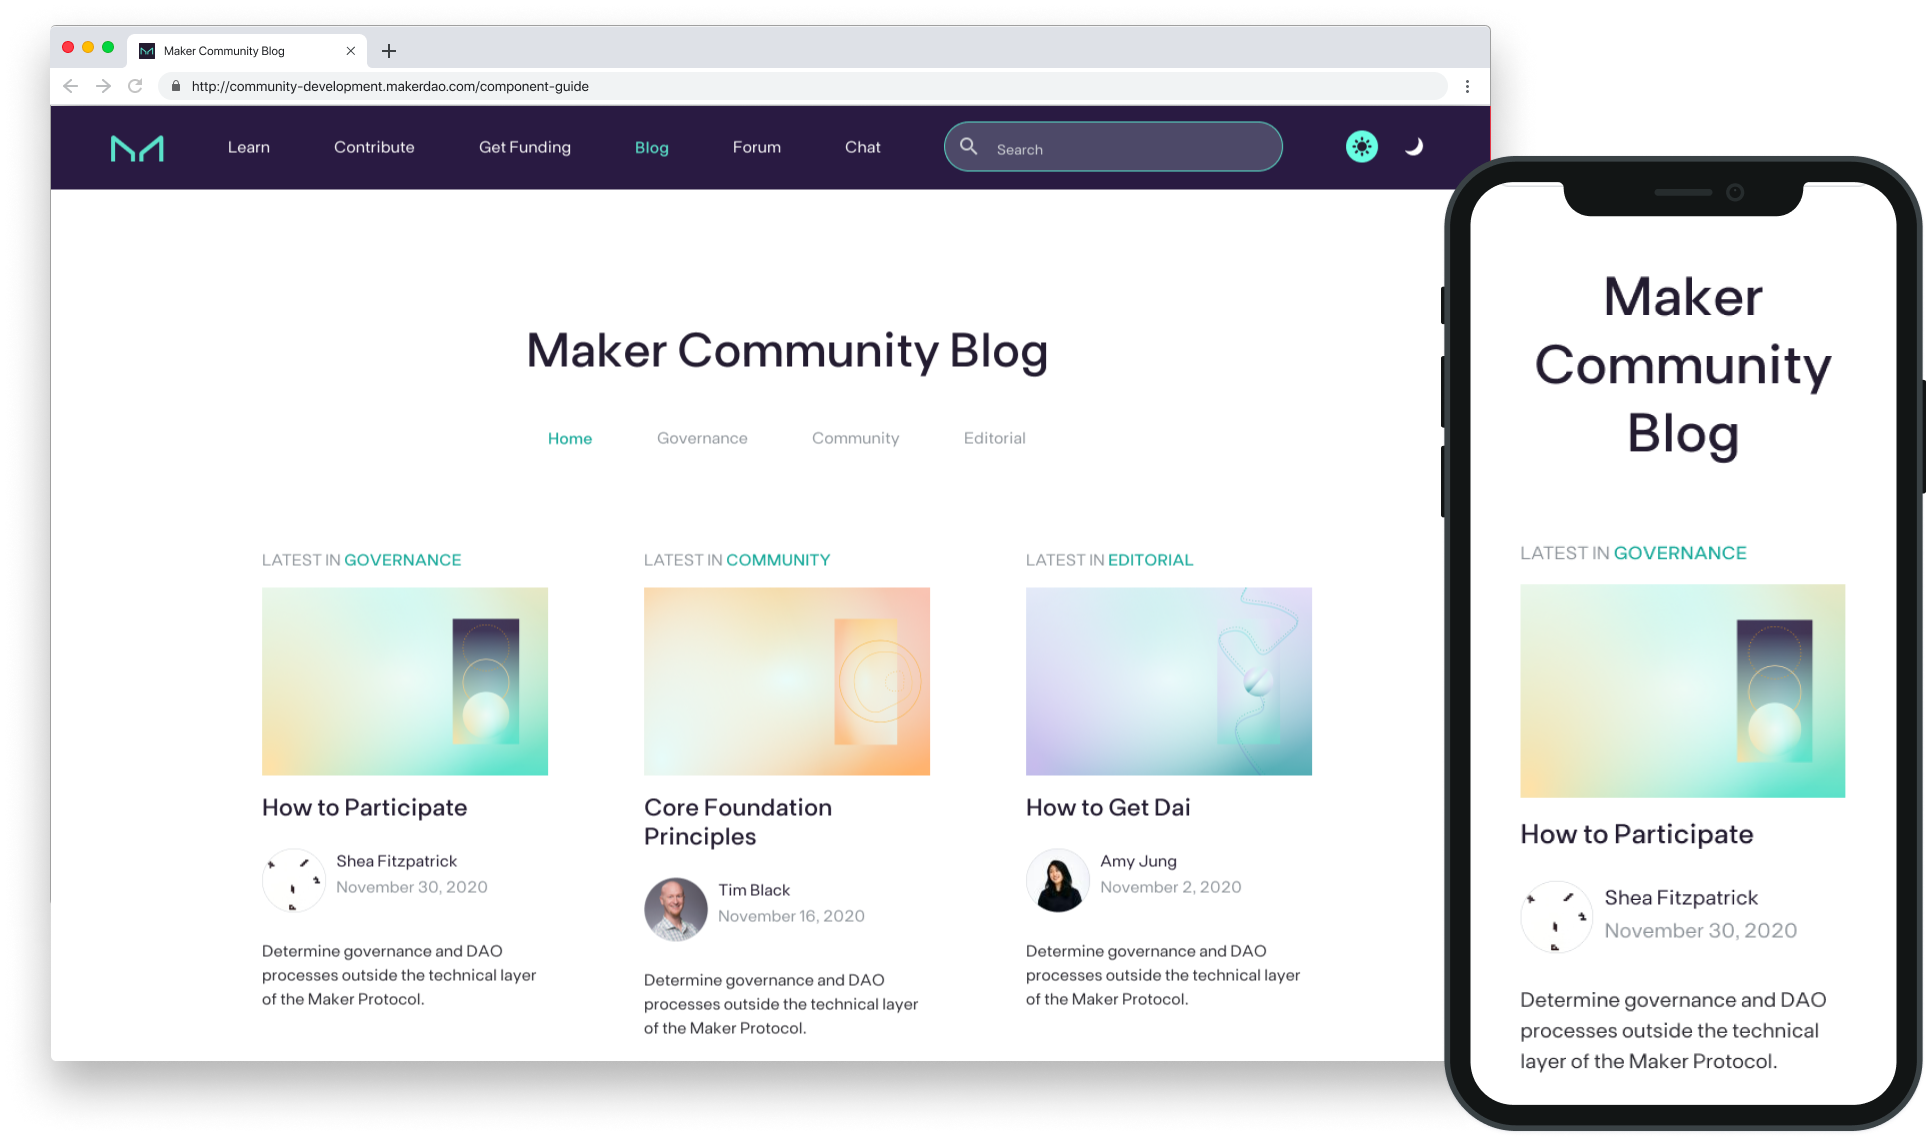 Maker Community Blog
http://community-development.makerdao.com/component-guide
Learn Contribute Get Funding Blog Forum Chat Search
Maker Community Blog
Home Governance Community Editorial
LATEST IN GOVERNANCE
How to Participate
Shea Fitzpatrick
November 30, 2020
Determine governance and DAO
processes outside the technical layer
of the Maker Protocol.
LATEST IN COMMUNITY
Core Foundation
Principles
Tim Black
November 16, 2020
Determine governance and DAO
processes outside the technical layer
of the Maker Protocol.
LATEST IN EDITORIAL
How to Get Dai
Amy Jung
November 2, 2020
Determine governance and DAO
processes outside the technical layer
of the Maker Protocol.
Maker
Community
Blog
LATEST IN GOVERNANCE
How to Participate
Shea Fitzpatrick
November 30, 2020
Determine governance and DAO
processes outside the technical
layer of the Maker Protocol.